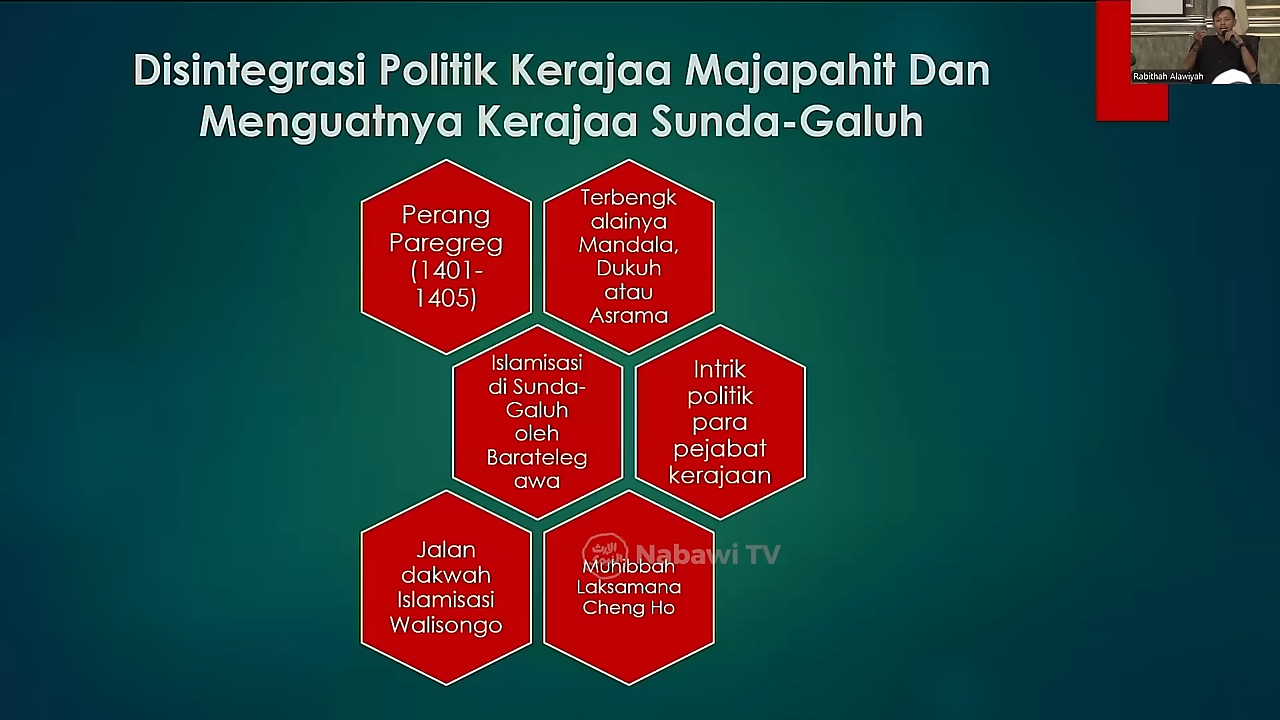 Disintegrasi Politik Kerajaa Majapahit Dan
Menguatnya Kerajaa Sunda-Galuh
Rabithah Alawiyah
Perang
Paregreg
(1401-
1405)
Terbengk
alainya
Mandala,
Dukuh
atau
Asrama
Islamisasi
di Sunda-
Galuh
oleh
Barateleg
awa
Intrik
politik
para
pejabat
kerajaan
Jalan
dakwah
Islamisasi
Walisongo
Muhibbah
Laksamana
Cheng Ho
Nabawi TV